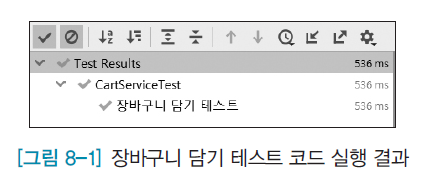 Test Results 536 ms
CartServiceTest 536 ms
장바구니 담기 테스트 536 ms
[그림 8-1] 장바구니 담기 테스트 코드 실행 결과